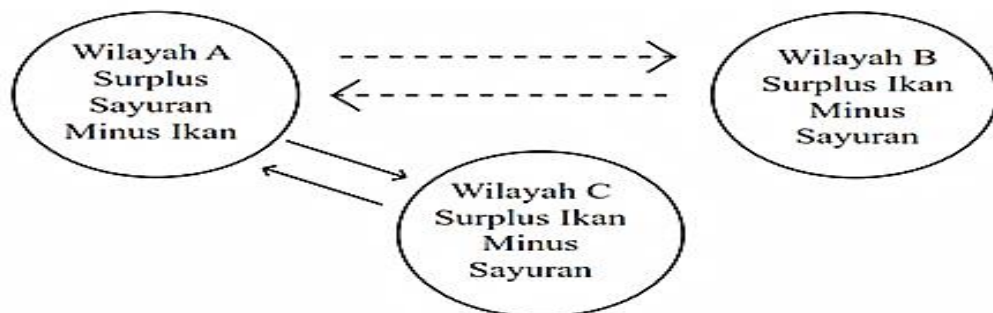 Wilayah A
Surplus
Sayuran
Minus Ikan
Wilayah B
Surplus Ikan
Minus
Sayuran
Wilayah C
Surplus Ikan
Minus
Sayuran